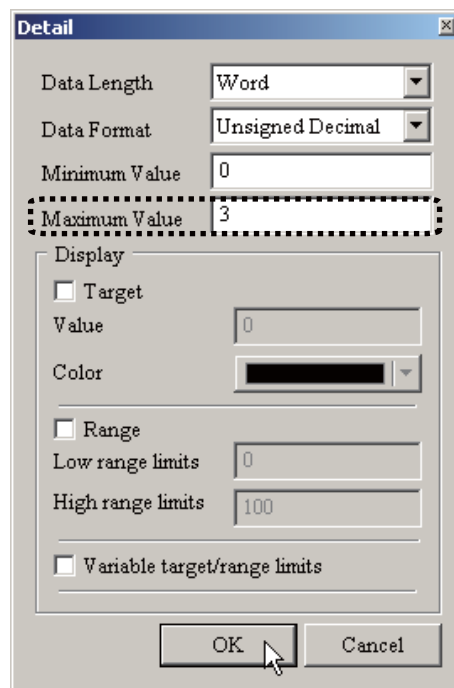 Detail
Data Length Word
Data Format Unsigned Decimal
Minimum Value 0
Maximum Value 3
Display
Target
Value 0
Color
Range
Low range limits 0
High range limits 100
Variable target/range limits
OK Cancel